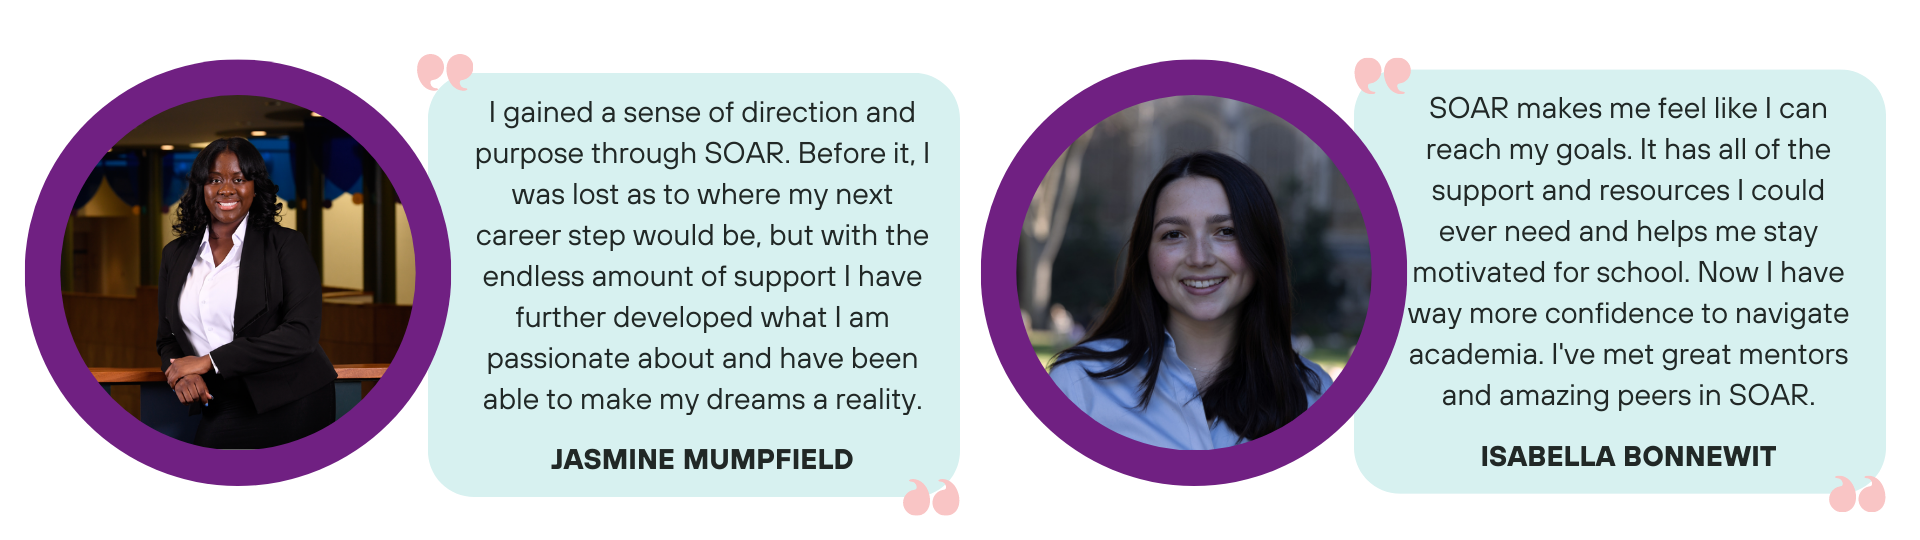 I gained a sense of direction and
purpose through SOAR. Before it, I
was lost as to where my next
career step would be, but with the
endless amount of support I have
further developed what I am
passionate about and have been
able to make my dreams a reality.
JASMINE MUMPFIELD
SOAR makes me feel like I can
reach my goals. It has all of the
support and resources I could
ever need and helps me stay
motivated for school. Now I have
way more confidence to navigate
academia. I've met great mentors
and amazing peers in SOAR.
ISABELLA BONNEWIT